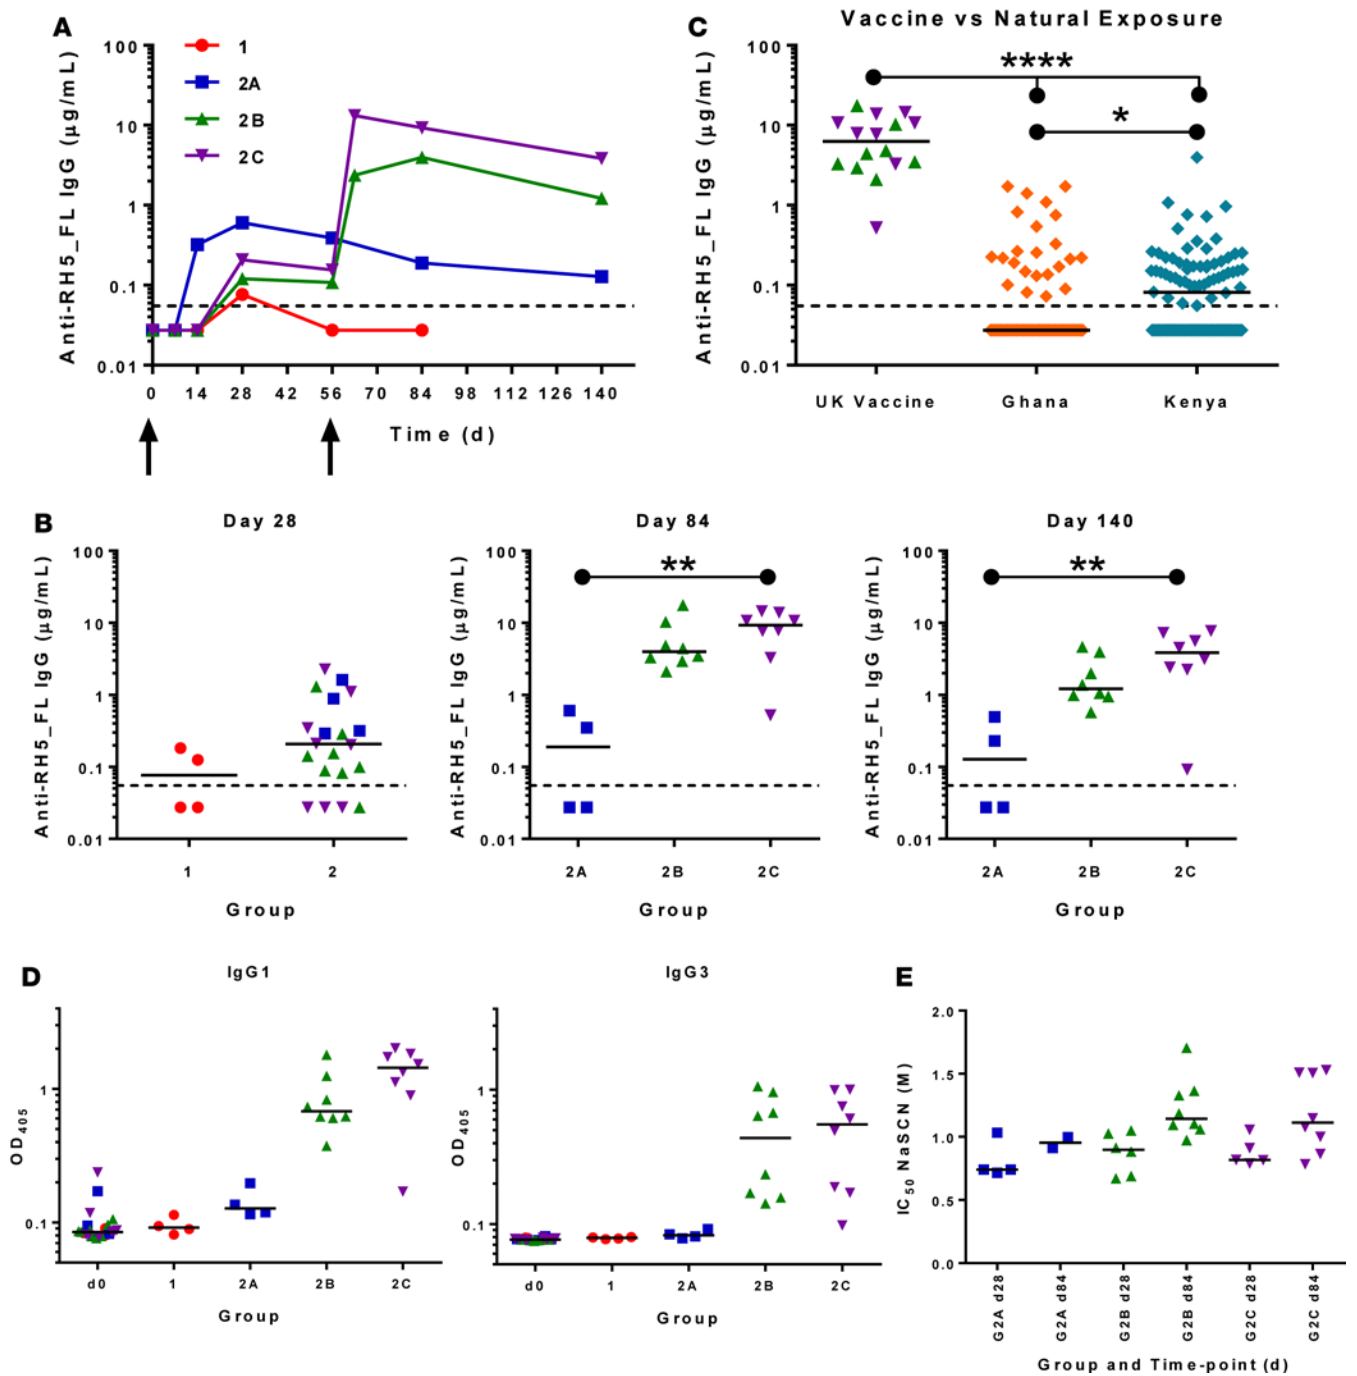 A
1
2A
2B
2C
Anti-RH5_FL IgG (µg/mL)
100
10
1
0.1
0.01
0 14 28 42 56 70 84 98 112 126 140
Time (d)
C
Vaccine vs Natural Exposure
****
*
Anti-RH5_FL IgG (µg/mL)
100
10
1
0.1
0.01
UK Vaccine Ghana Kenya
B
Day 28
Anti-RH5_FL IgG (µg/mL)
100
10
1
0.1
0.01
1 2
Group
Day 84
**
Anti-RH5_FL IgG (µg/mL)
100
10
1
0.1
0.01
2A 2B 2C
Group
Day 140
**
Anti-RH5_FL IgG (µg/mL)
100
10
1
0.1
0.01
2A 2B 2C
Group
D
IgG1
OD405
1
0.1
d0 1 2A 2B 2C
Group
IgG3
OD405
1
0.1
d0 1 2A 2B 2C
Group
E
IC50 NaSCN (M)
2.0
1.5
1.0
0.5
0.0
G2A d28
G2A d84
G2B d28
G2B d84
G2C d28
G2C d84
Group and Time-point (d)